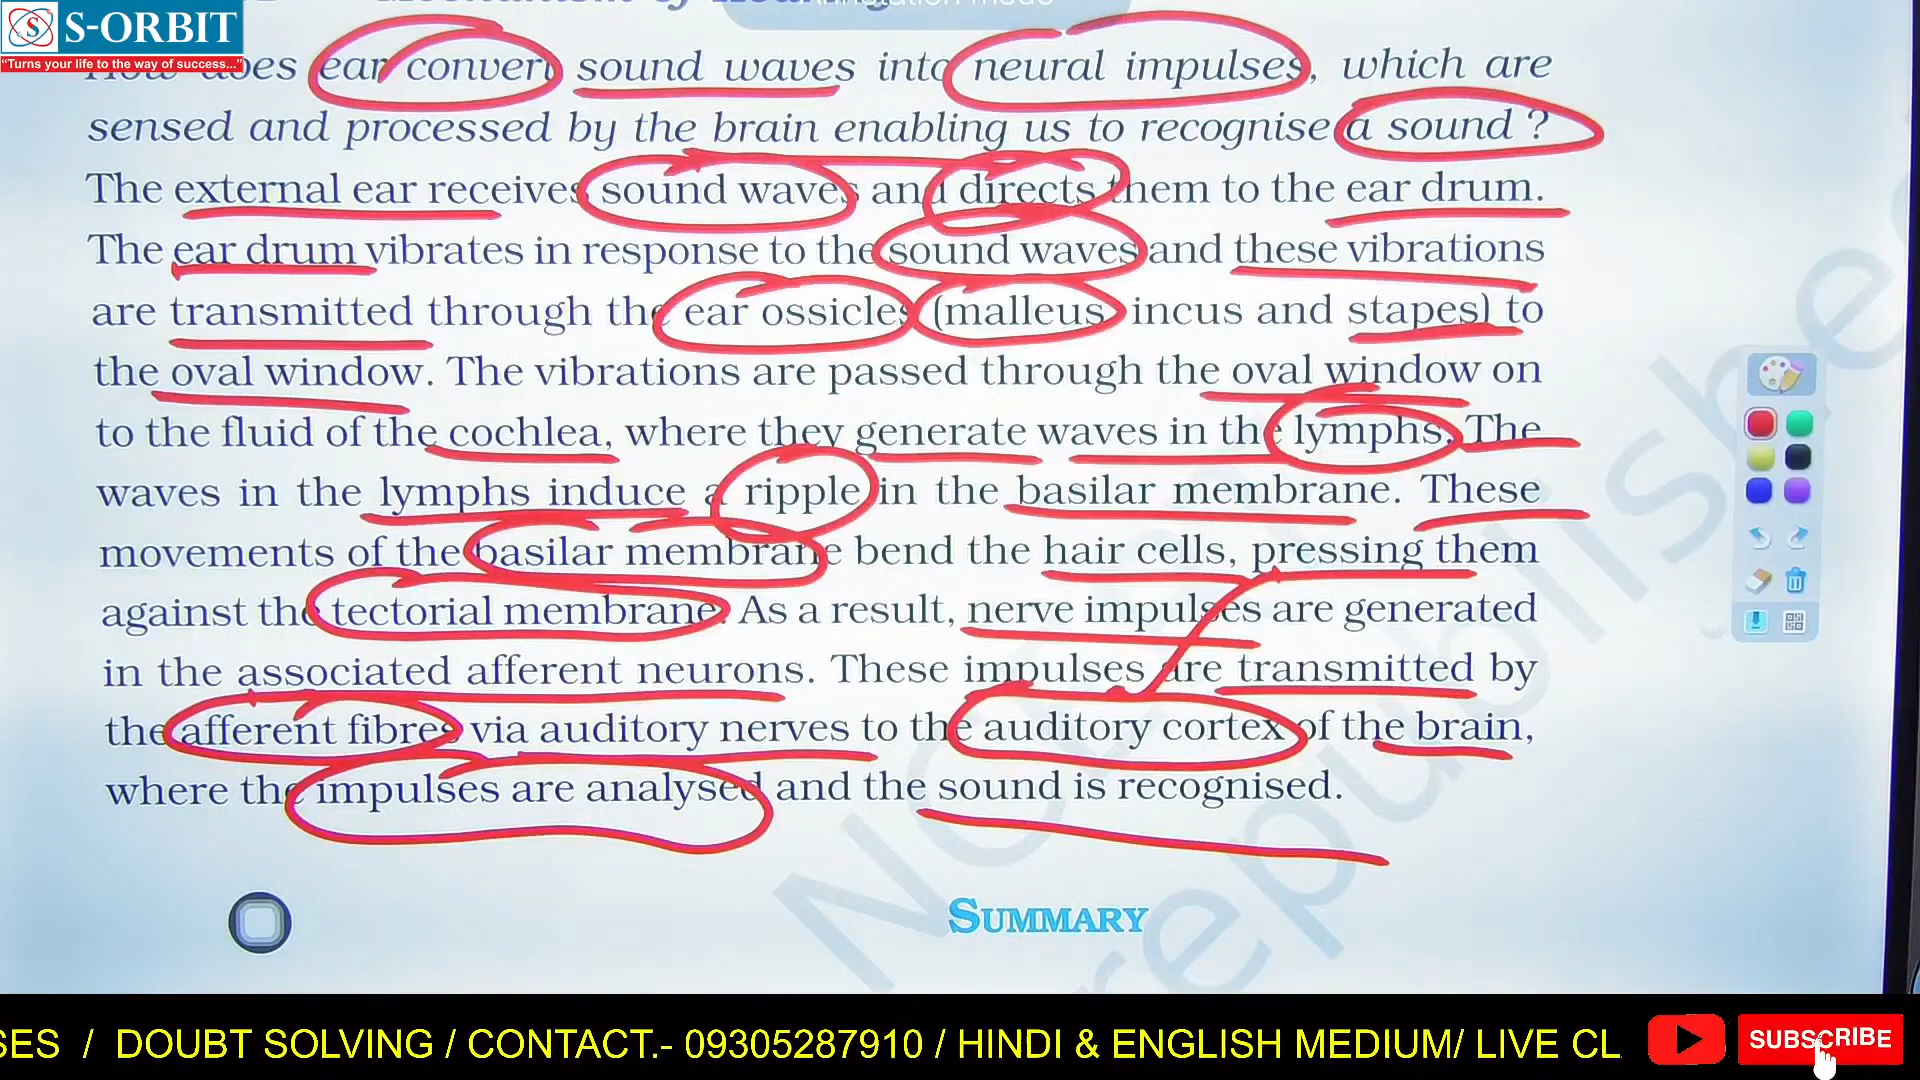 S-ORBIT
"Turns your life to the way of success..."
does ear convert sound waves into neural impulses, which are
sensed and processed by the brain enabling us to recognise a sound ?
The external ear receives sound waves and directs them to the ear drum.
The ear drum vibrates in response to the sound waves and these vibrations
are transmitted through the ear ossicles (malleus, incus and stapes) to
the oval window. The vibrations are passed through the oval window on
to the fluid of the cochlea, where they generate waves in the lymphs. The
waves in the lymphs induce a ripple in the basilar membrane. These
movements of the basilar membrane bend the hair cells, pressing them
against the tectorial membrane. As a result, nerve impulses are generated
in the associated afferent neurons. These impulses are transmitted by
the afferent fibres via auditory nerves to the auditory cortex of the brain,
where the impulses are analysed and the sound is recognised.
SUMMARY
SES / DOUBT SOLVING / CONTACT.- 09305287910 / HINDI & ENGLISH MEDIUM/ LIVE CL
SUBSCRIBE